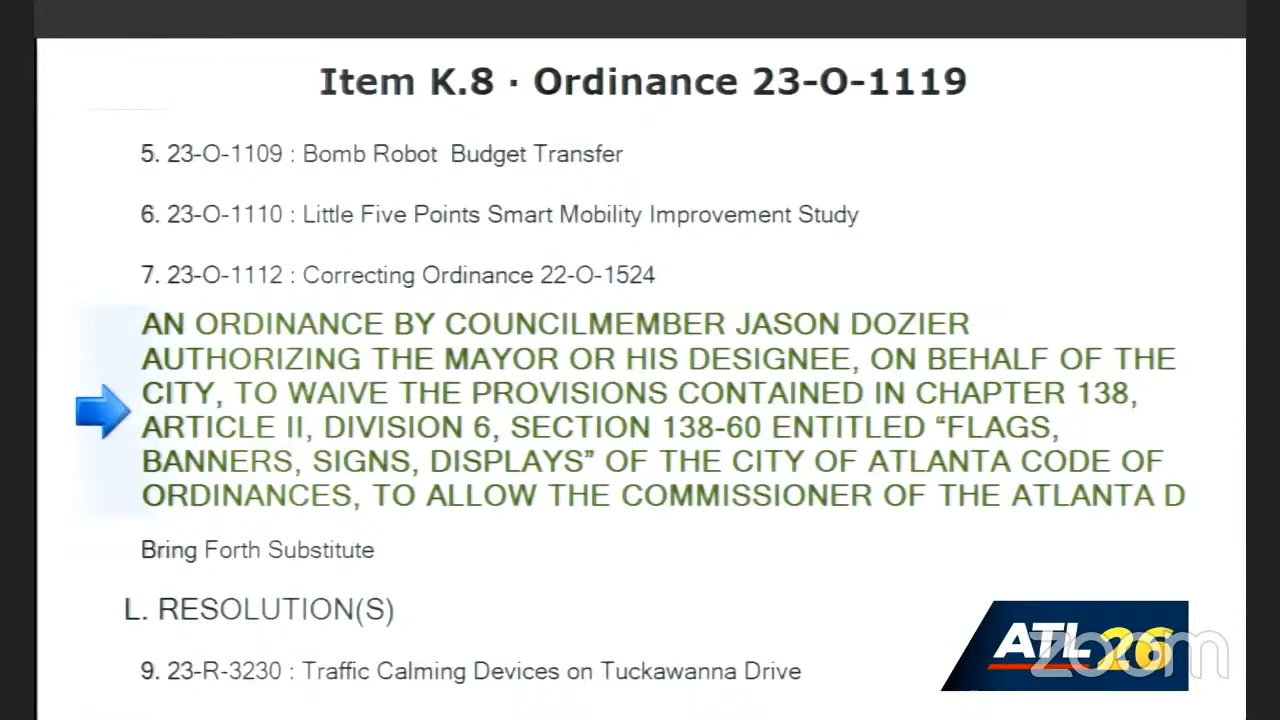 Item K.8 · Ordinance 23-O-1119
5. 23-O-1109 : Bomb Robot Budget Transfer
6. 23-O-1110 : Little Five Points Smart Mobility Improvement Study
7. 23-O-1112 : Correcting Ordinance 22-O-1524
AN ORDINANCE BY COUNCILMEMBER JASON DOZIER
AUTHORIZING THE MAYOR OR HIS DESIGNEE, ON BEHALF OF THE
CITY, TO WAIVE THE PROVISIONS CONTAINED IN CHAPTER 138,
ARTICLE II, DIVISION 6, SECTION 138-60 ENTITLED “FLAGS,
BANNERS, SIGNS, DISPLAYS” OF THE CITY OF ATLANTA CODE OF
ORDINANCES, TO ALLOW THE COMMISSIONER OF THE ATLANTA D
Bring Forth Substitute
L. RESOLUTION(S)
9. 23-R-3230 : Traffic Calming Devices on Tuckawanna Drive
ATL 26
zoom